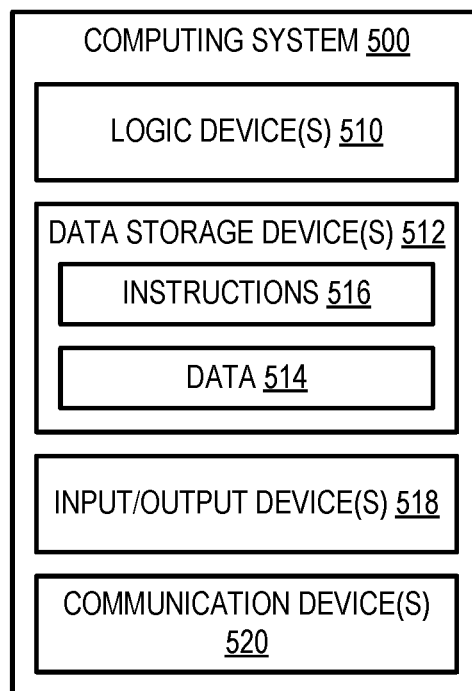 COMPUTING SYSTEM 500
LOGIC DEVICE(S) 510
DATA STORAGE DEVICE(S) 512
INSTRUCTIONS 516
DATA 514
INPUT/OUTPUT DEVICE(S) 518
COMMUNICATION DEVICE(S)
520